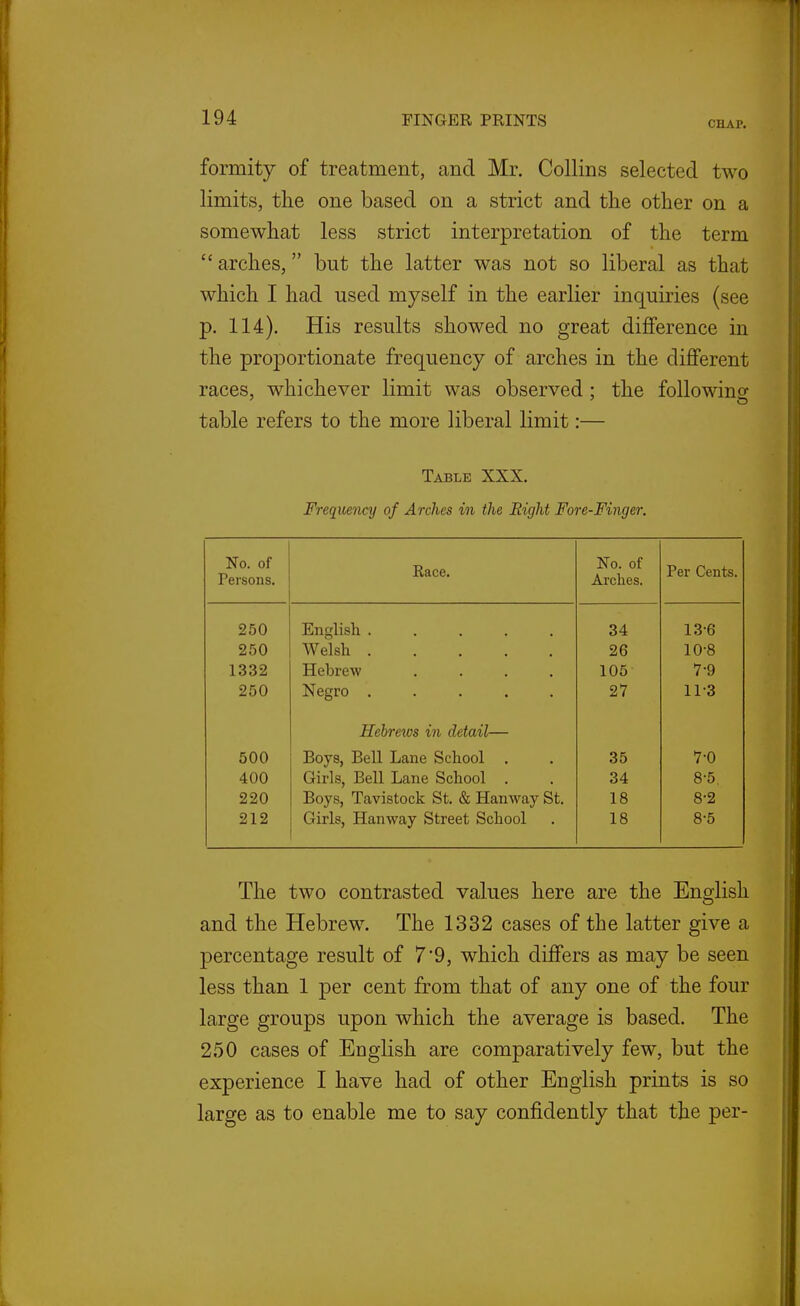 194 FINGER PRINTS CHAP.
formity of treatment, and Mr. Collins selected two
limits, the one based on a strict and the other on a
somewhat less strict interpretation of the term
“arches,” but the latter was not so liberal as that
which I had used myself in the earlier inquiries (see
p. 114). His results showed no great difference in
the proportionate frequency of arches in the different
races, whichever limit was observed; the following
table refers to the more liberal limit:—
TABLE XXX.
Frequency of Arches in the Right Fore-Finger.
No. of Persons. Race. No. of Arches. Per Cents.
250 English . . . . . 34 13·6
250 Welsh . . . . . 26 10·8
1332 Hebrew . . . . 105 7·9
250 Negro . . . . . 27 11·3
Hebrews in detail—
500 Boys, Bell Lane School . . 35 7·0
400 Girls, Bell Lane School . . 34 8·5
220 Boys, Tavistock St. & Hanway St. 18 8·2
212 Girls, Hanway Street School . 18 8·5
The two contrasted values here are the English
and the Hebrew. The 1332 cases of the latter give a
percentage result of 7·9, which differs as may be seen
less than 1 per cent from that of any one of the four
large groups upon which the average is based. The
250 cases of English are comparatively few, but the
experience I have had of other English prints is so
large as to enable me to say confidently that the per-